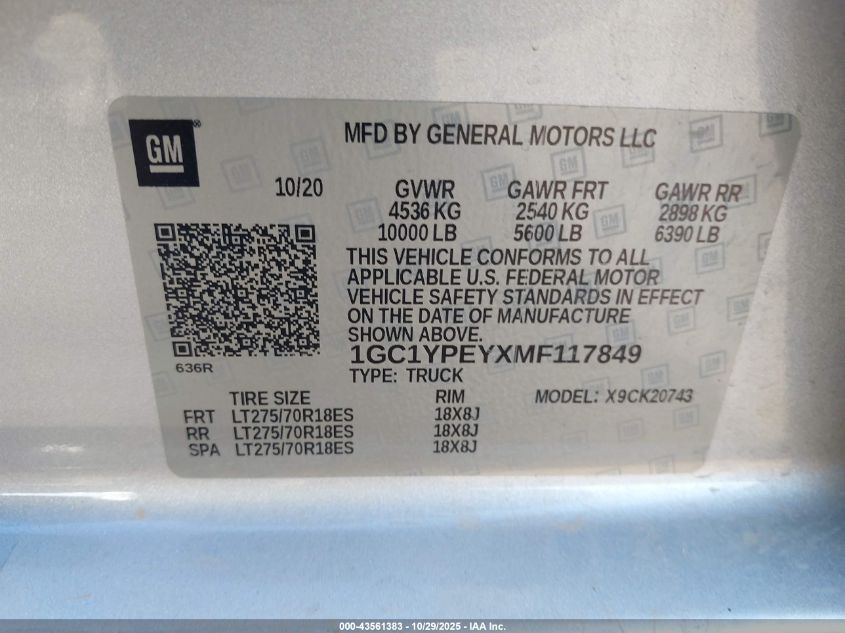 GM
®
MFD BY GENERAL MOTORS LLC
10/20 GVWR GAWR FRT GAWR RR
4536 KG 2540 KG 2898 KG
10000 LB 5600 LB 6390 LB
THIS VEHICLE CONFORMS TO ALL
APPLICABLE U.S. FEDERAL MOTOR
VEHICLE SAFETY STANDARDS IN EFFECT
ON THE DATE OF MANUFACTURE
SHOWN ABOVE.
636R
1GC1YPEYXMF117849
TYPE: TRUCK
TIRE SIZE RIM MODEL: X9CK20743
FRT LT275/70R18ES 18X8J
RR LT275/70R18ES 18X8J
SPA LT275/70R18ES 18X8J
000-43561383 - 10/29/2025 - IAA Inc.